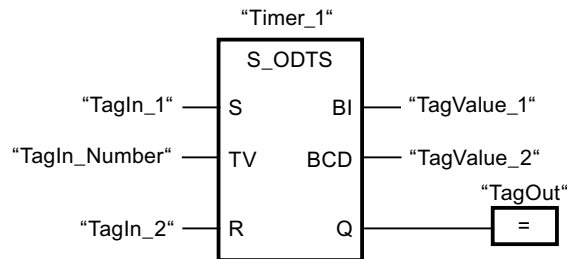 “Timer_1“
S_ODTS
“TagIn_1“ S BI “TagValue_1“
“TagIn_Number“ TV BCD “TagValue_2“
“TagOut“
“TagIn_2“ R Q =